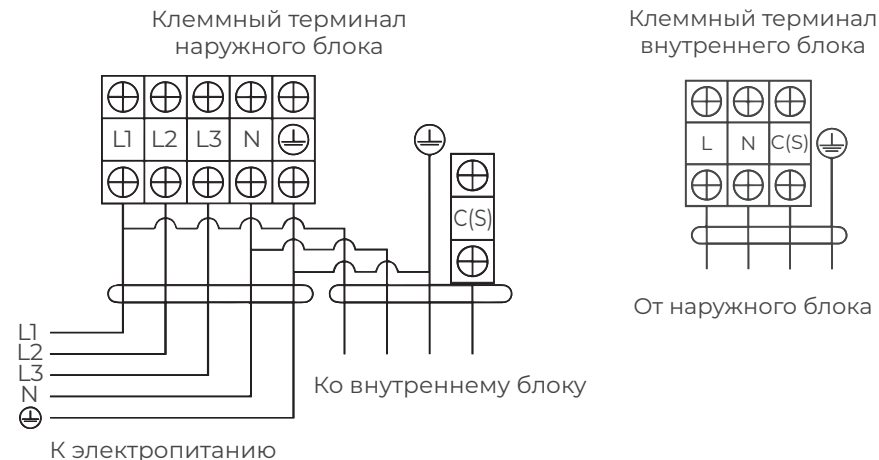 Клеммный терминал
наружного блока
L1 L2 L3 N
C(S)
L1
L2
L3
N
Ко внутреннему блоку
К электропитанию
Клеммный терминал
внутреннего блока
L N C(S)
От наружного блока